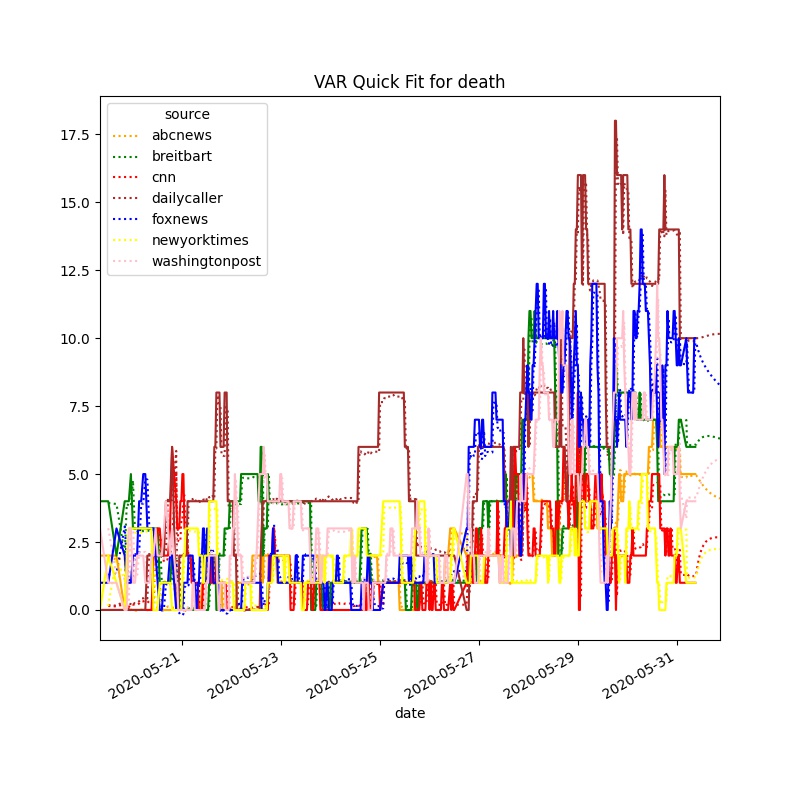 VAR Quick Fit for death
source
abcnews
breitbart
cnn
dailycaller
foxnews
newyorktimes
washingtonpost
17.5
15.0
12.5
10.0
7.5
5.0
2.5
0.0
2020-05-21
2020-05-23
2020-05-25
2020-05-27
2020-05-29
2020-05-31
date